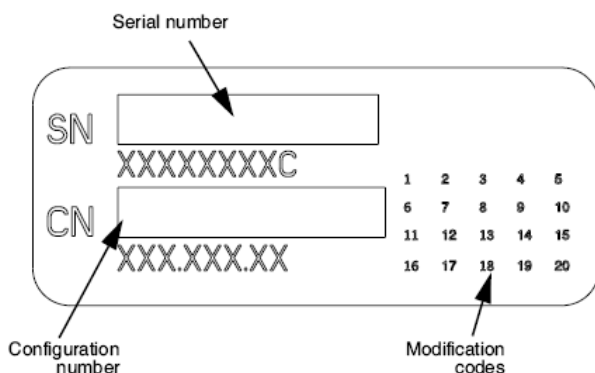 Serial number
SN
XXXXXXXXC
CN
XXX.XXX.XX
1 2 3 4 5
6 7 8 9 10
11 12 13 14 15
16 17 18 19 20
Configuration
number
Modification
codes